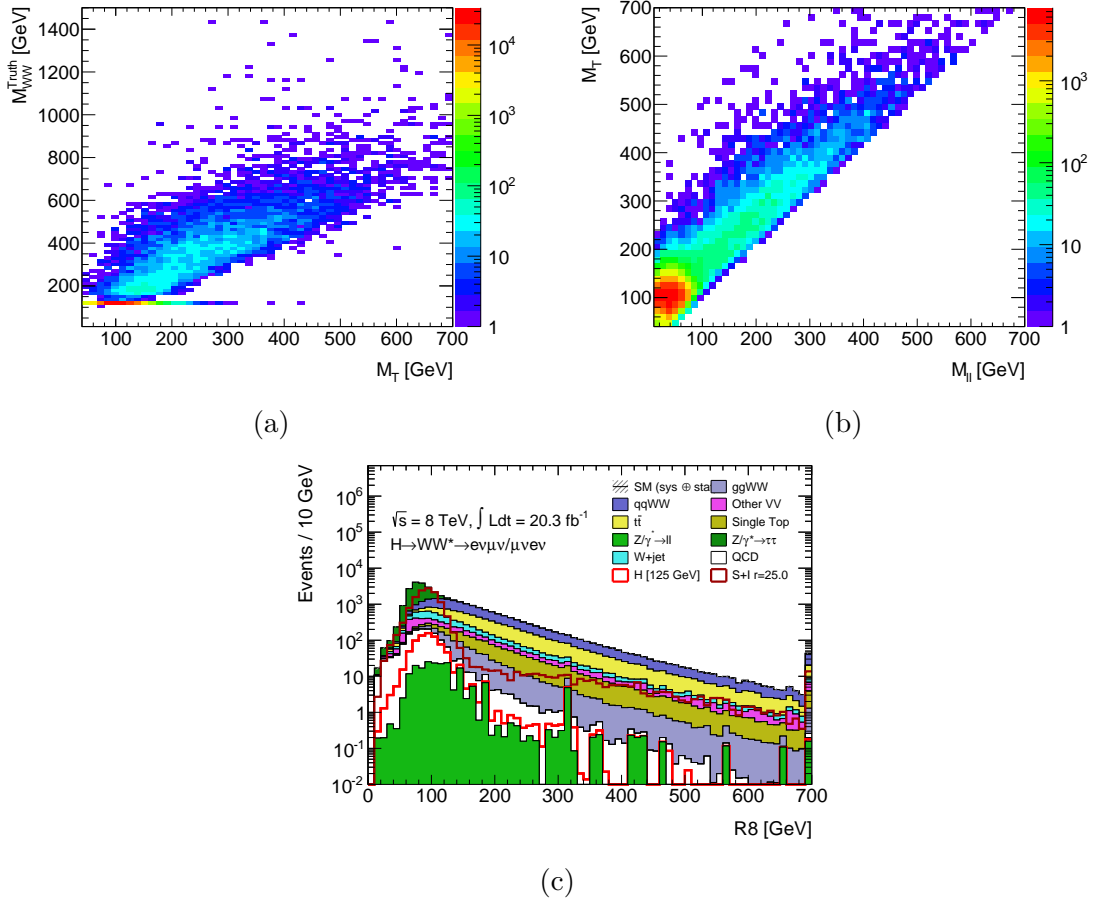 M_WW^Truth [GeV]
1400
1200
1000
800
600
400
200
100 200 300 400 500 600 700
M_T [GeV]
10^4
10^3
10^2
10
1
(a)
M_T [GeV]
700
600
500
400
300
200
100
100 200 300 400 500 600 700
M_ll [GeV]
10^3
10^2
10
1
(b)
Events / 10 GeV
10^6
10^5
10^4
10^3
10^2
10
1
10^-1
10^-2
√s = 8 TeV, ∫ Ldt = 20.3 fb^-1
H→WW*→eνμν/μνeν
SM (sys ⊕ sta
ggWW
qqWW
Other VV
tt̄
Single Top
Z/γ*→ll
Z/γ*→ττ
W+jet
QCD
H [125 GeV]
S+I r=25.0
0 100 200 300 400 500 600 700
R8 [GeV]
(c)